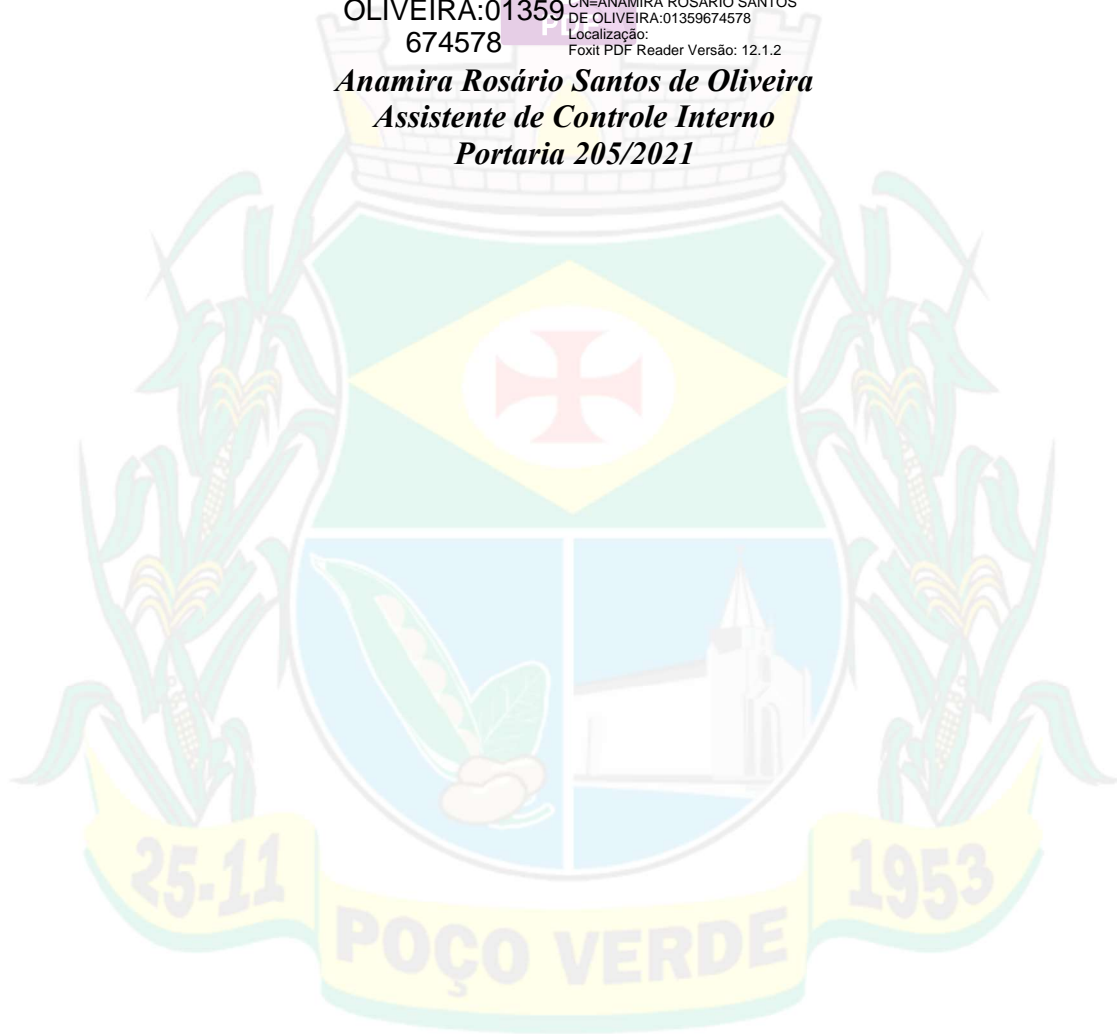 OLIVEIRA:01359
674578
CN=ANAMIRA ROSARIO SANTOS
DE OLIVEIRA:01359674578
Localização:
Foxit PDF Reader Versão: 12.1.2
PDF
Anamira Rosário Santos de Oliveira
Assistente de Controle Interno
Portaria 205/2021
25-11
POÇO VERDE
1953